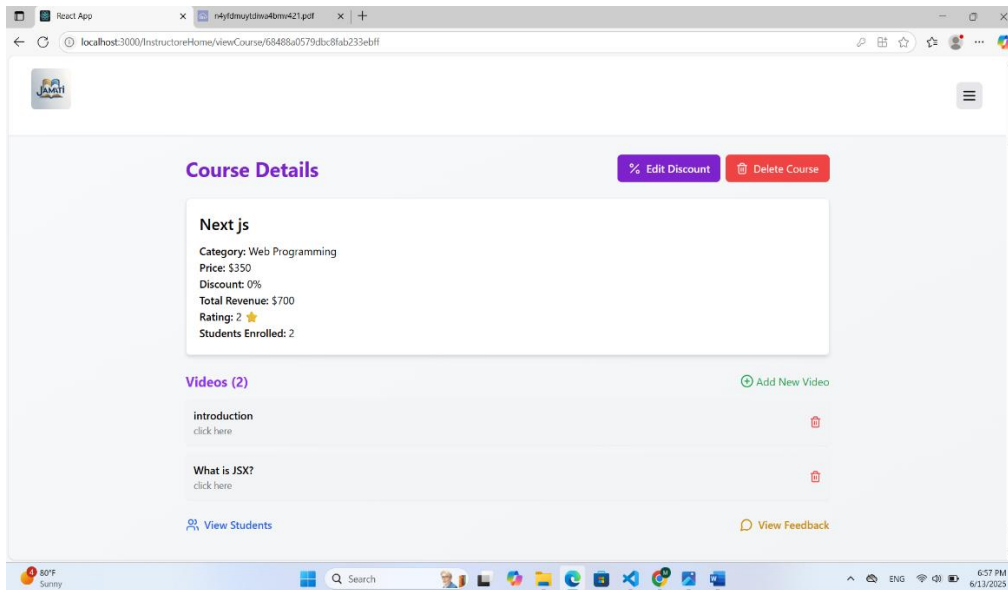 React App
n4yfdmuytdiwa4bmv421.pdf
localhost:3000/InstructoreHome/viewCourse/68488a0579dbc8fab233ebff
JAMITI
Course Details
% Edit Discount
Delete Course
Next js
Category: Web Programming
Price: $350
Discount: 0%
Total Revenue: $700
Rating: 2
Students Enrolled: 2
Videos (2)
Add New Video
introduction
click here
What is JSX?
click here
View Students
View Feedback
4
80°F
Sunny
Search
ENG
6:57 PM
6/13/2025